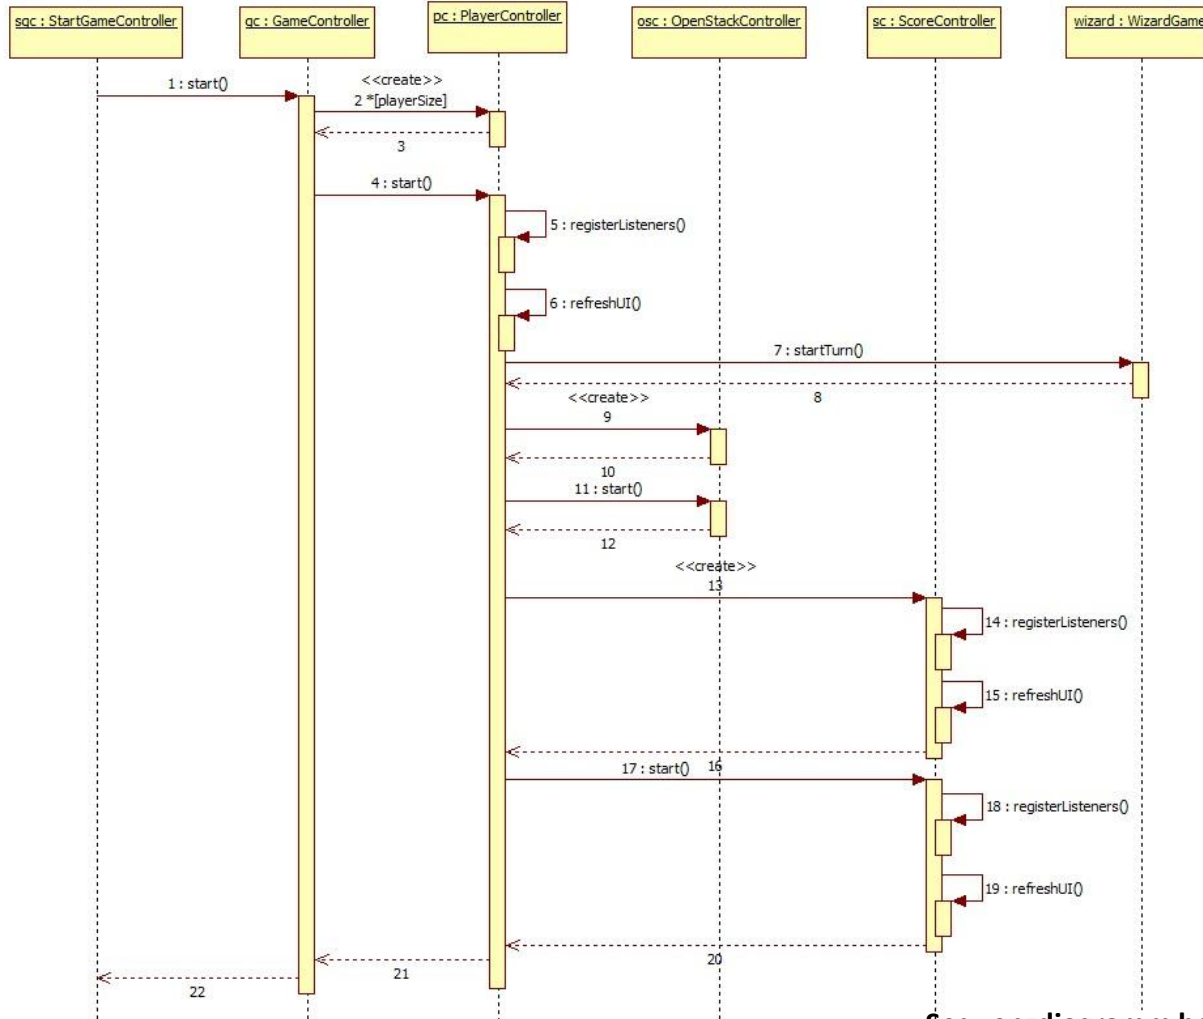 sgc : StartGameController
gc : GameController
pc : PlayerController
osc : OpenStackController
sc : ScoreController
wizard : WizardGame
1 : start()
<<create>>
2 *[playerSize]
3
4 : start()
5 : registerListeners()
6 : refreshUI()
7 : startTurn()
8
<<create>>
9
10
11 : start()
12
<<create>>
13
14 : registerListeners()
15 : refreshUI()
16
17 : start()
18 : registerListeners()
19 : refreshUI()
20
21
22